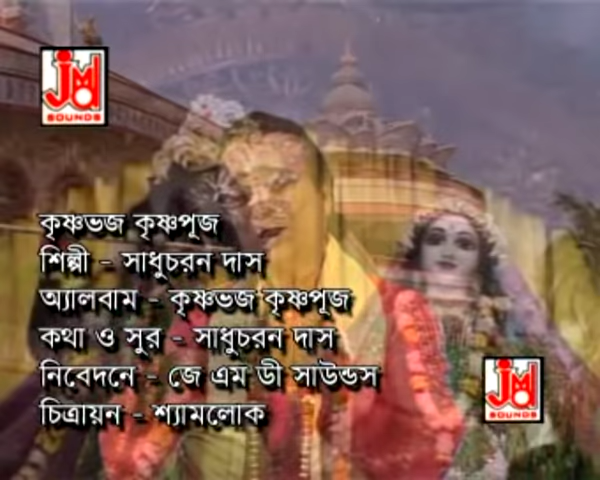 JMD
SOUNDS
কৃষ্ণভজ কৃষ্ণপূজ
শিল্পী - সাধুচরন দাস
অ্যালবাম - কৃষ্ণভজ কৃষ্ণপূজ
কথা ও সুর - সাধুচরন দাস
নিবেদনে - জে এম ডী সাউন্ডস
চিত্রায়ন - শ্যামলোক
JMD
SOUNDS